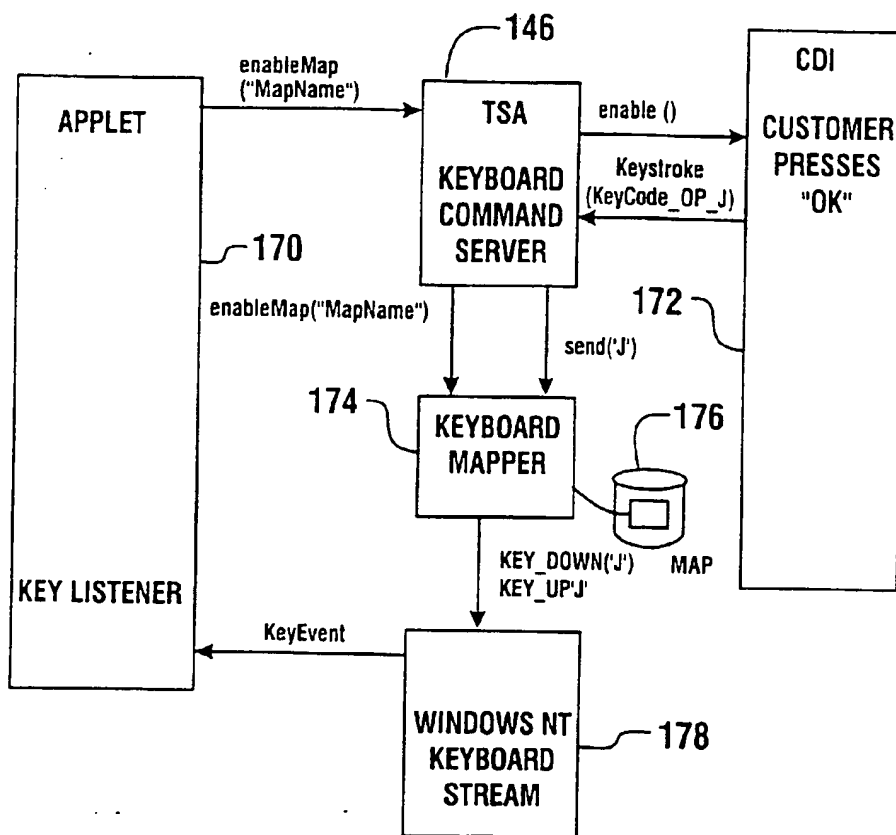 146
enableMap
("MapName")
APPLET
TSA
KEYBOARD
COMMAND
SERVER
enable ()
Keystroke
(KeyCode_OP_J)
CDI
CUSTOMER
PRESSES
"OK"
170
enableMap("MapName")
send('J')
172
174
KEYBOARD
MAPPER
176
MAP
KEY_DOWN('J')
KEY_UP'J'
KEY LISTENER
KeyEvent
WINDOWS NT
KEYBOARD
STREAM
178